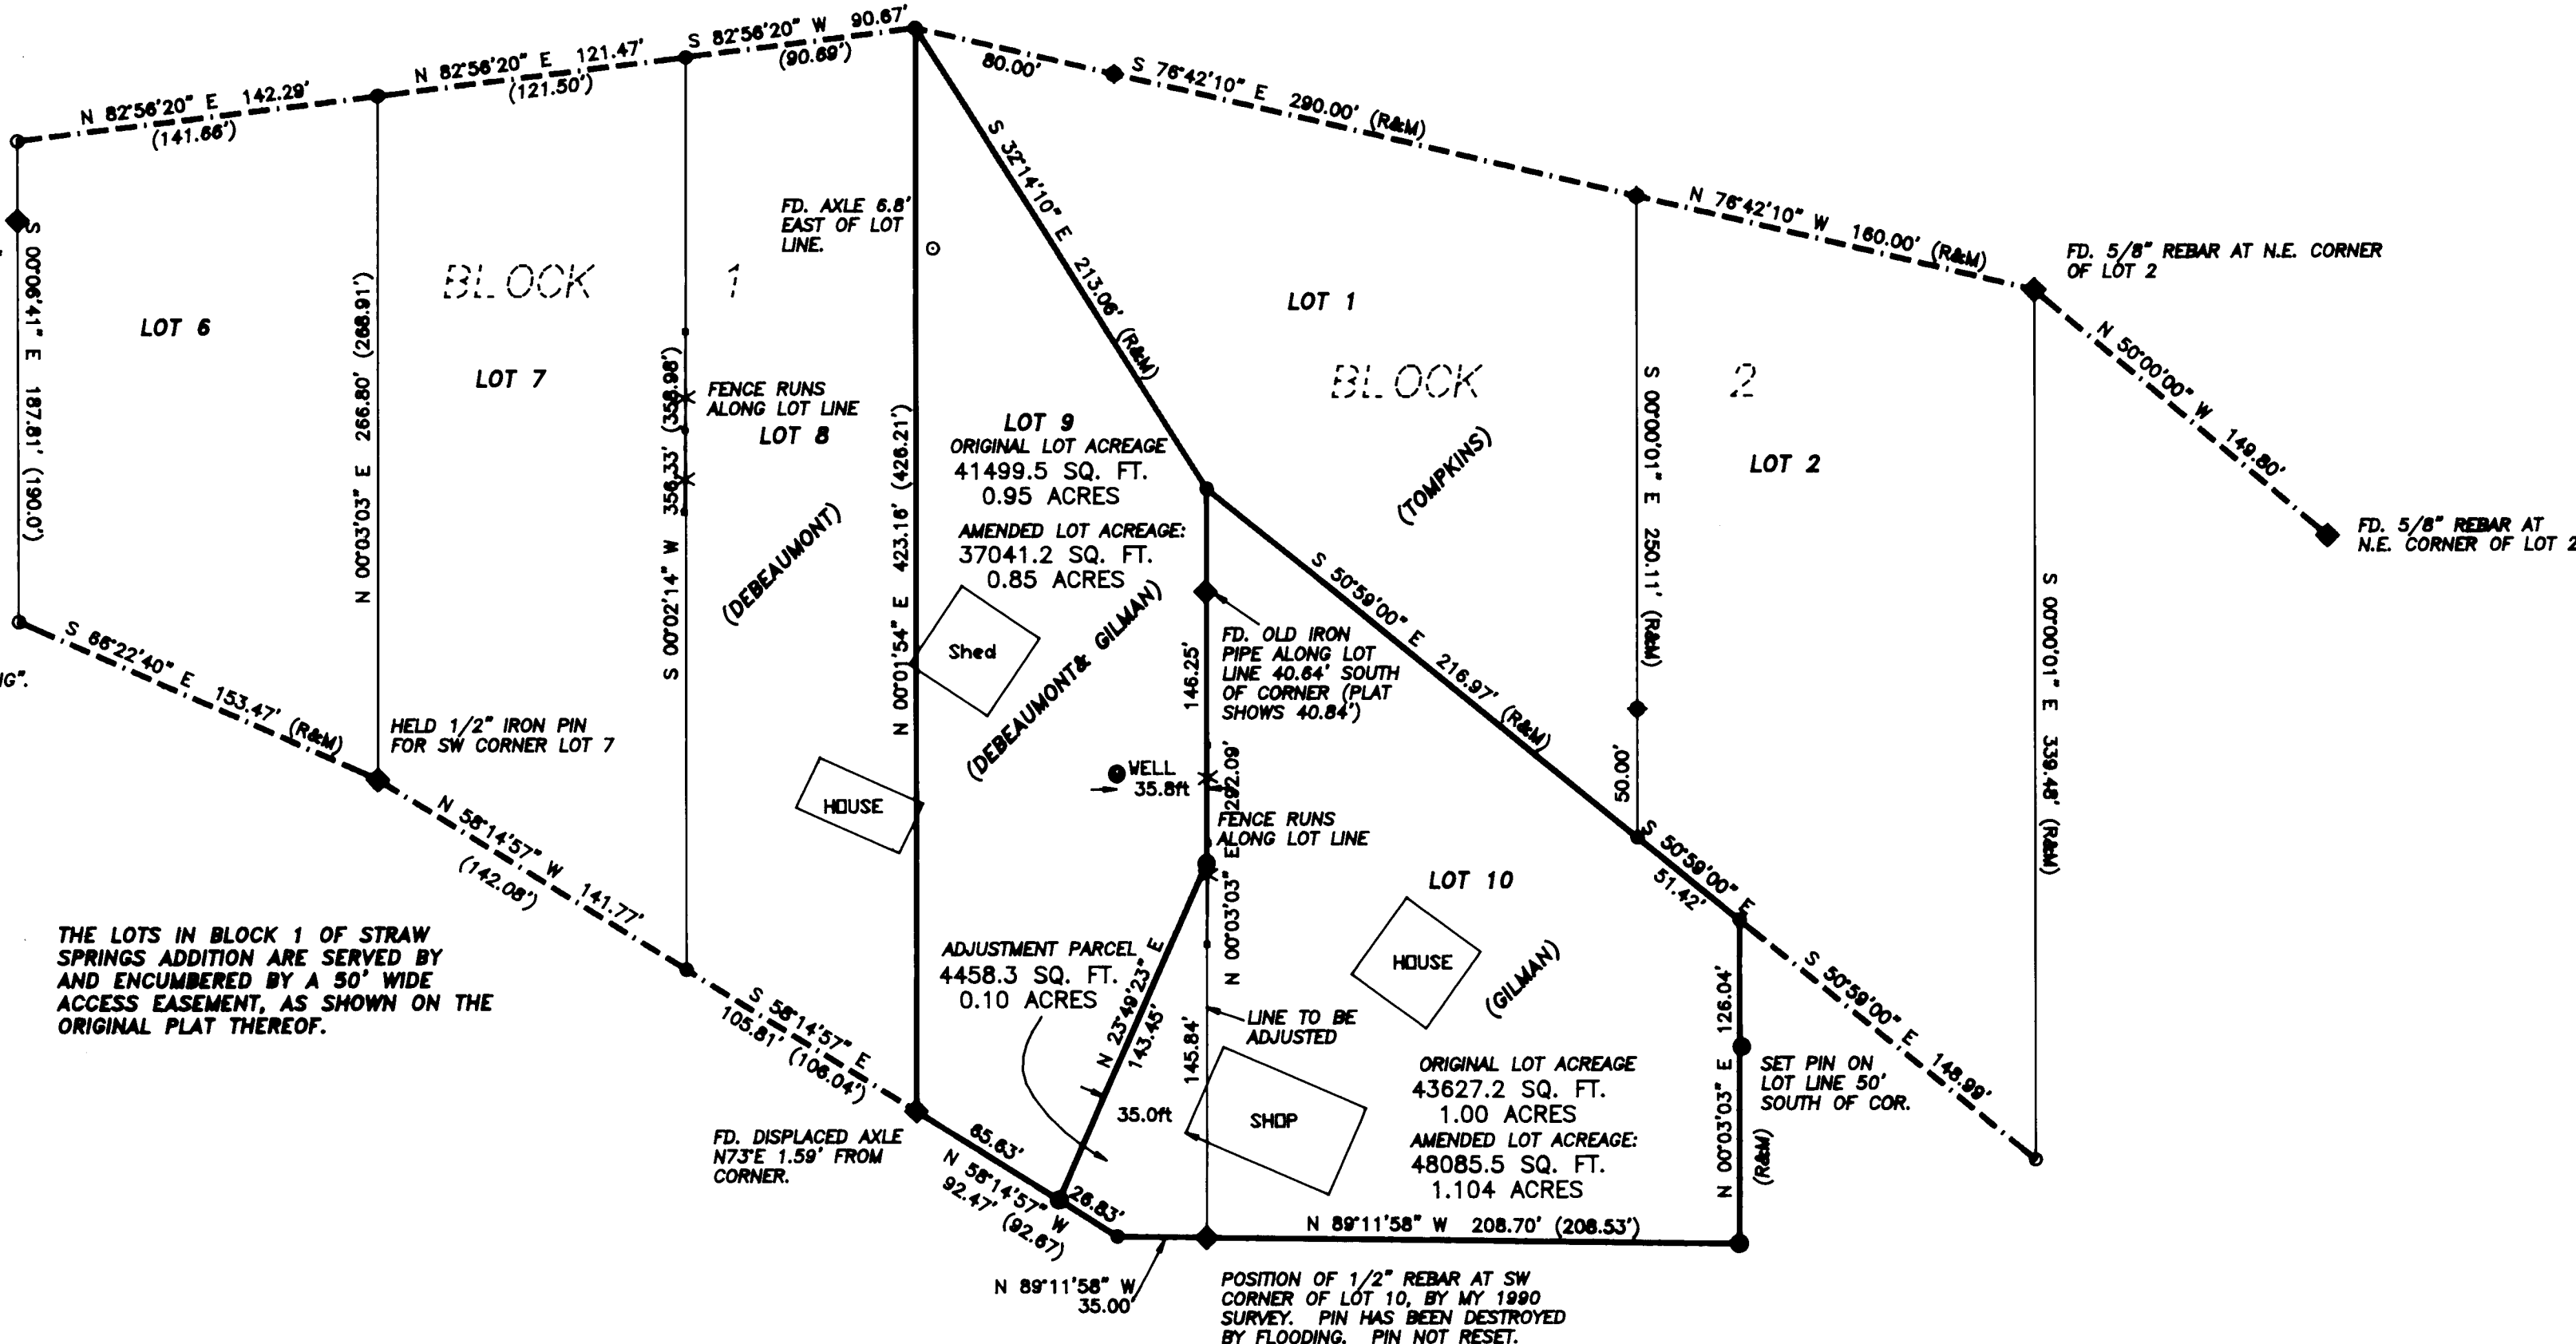 N 82°56'20" E 142.29'
(141.66')
N 82°56'20" E 121.47'
(121.50')
S 82°56'20" W 90.67'
(90.69')
80.00'
S 76°42'10" E 290.00' (R&M)
N 76°42'10" W 160.00' (R&M)
FD. 5/8" REBAR AT N.E. CORNER
OF LOT 2
N 50°00'00" W 149.80'
FD. 5/8" REBAR AT
N.E. CORNER OF LOT 2
S 00°06'41" E 187.81' (190.0')
LOT 6
N 00°03'03" E 266.80' (268.91')
BLOCK 1
LOT 7
S 00°02'14" W 356.33' (358.98')
FENCE RUNS
ALONG LOT LINE
LOT 8
(DEBEAUMONT)
FD. AXLE 6.8'
EAST OF LOT
LINE.
N 00°01'54" E 423.16' (426.21')
S 32°14'10" E 213.06' (R&M)
LOT 9
ORIGINAL LOT ACREAGE
41499.5 SQ. FT.
0.95 ACRES
AMENDED LOT ACREAGE:
37041.2 SQ. FT.
0.85 ACRES
(DEBEAUMONT& GILMAN)
Shed
HOUSE
WELL
35.8ft
LOT 1
BLOCK 2
(TOMPKINS)
LOT 2
S 00°00'01" E 250.11' (R&M)
50.00'
S 00°00'01" E 339.48' (R&M)
S 50°59'00" E 216.97' (R&M)
146.25'
FD. OLD IRON
PIPE ALONG LOT
LINE 40.64' SOUTH
OF CORNER (PLAT
SHOWS 40.84')
N 00°03'03" E 292.09'
FENCE RUNS
ALONG LOT LINE
LOT 10
HOUSE
(GILMAN)
S 50°59'00" E
51.42'
S 50°59'00" E 148.99'
S 66°22'40" E 153.47' (R&M)
IG".
HELD 1/2" IRON PIN
FOR SW CORNER LOT 7
N 58°14'57" W 141.77'
(142.08')
THE LOTS IN BLOCK 1 OF STRAW
SPRINGS ADDITION ARE SERVED BY
AND ENCUMBERED BY A 50' WIDE
ACCESS EASEMENT, AS SHOWN ON THE
ORIGINAL PLAT THEREOF.
S 58°14'57" E
105.81' (106.04')
ADJUSTMENT PARCEL
4458.3 SQ. FT.
0.10 ACRES
N 23°49'23" E
143.45'
35.0ft
145.84'
LINE TO BE
ADJUSTED
SHOP
ORIGINAL LOT ACREAGE
43627.2 SQ. FT.
1.00 ACRES
AMENDED LOT ACREAGE:
48085.5 SQ. FT.
1.104 ACRES
N 00°03'03" E 126.04'
(R&M)
SET PIN ON
LOT LINE 50'
SOUTH OF COR.
FD. DISPLACED AXLE
N73°E 1.59' FROM
CORNER.
65.63'
N 58°14'57" W
92.47' (92.67)
26.83'
N 89°11'58" W 208.70' (208.53')
N 89°11'58" W
35.00'
POSITION OF 1/2" REBAR AT SW
CORNER OF LOT 10, BY MY 1990
SURVEY. PIN HAS BEEN DESTROYED
BY FLOODING. PIN NOT RESET.